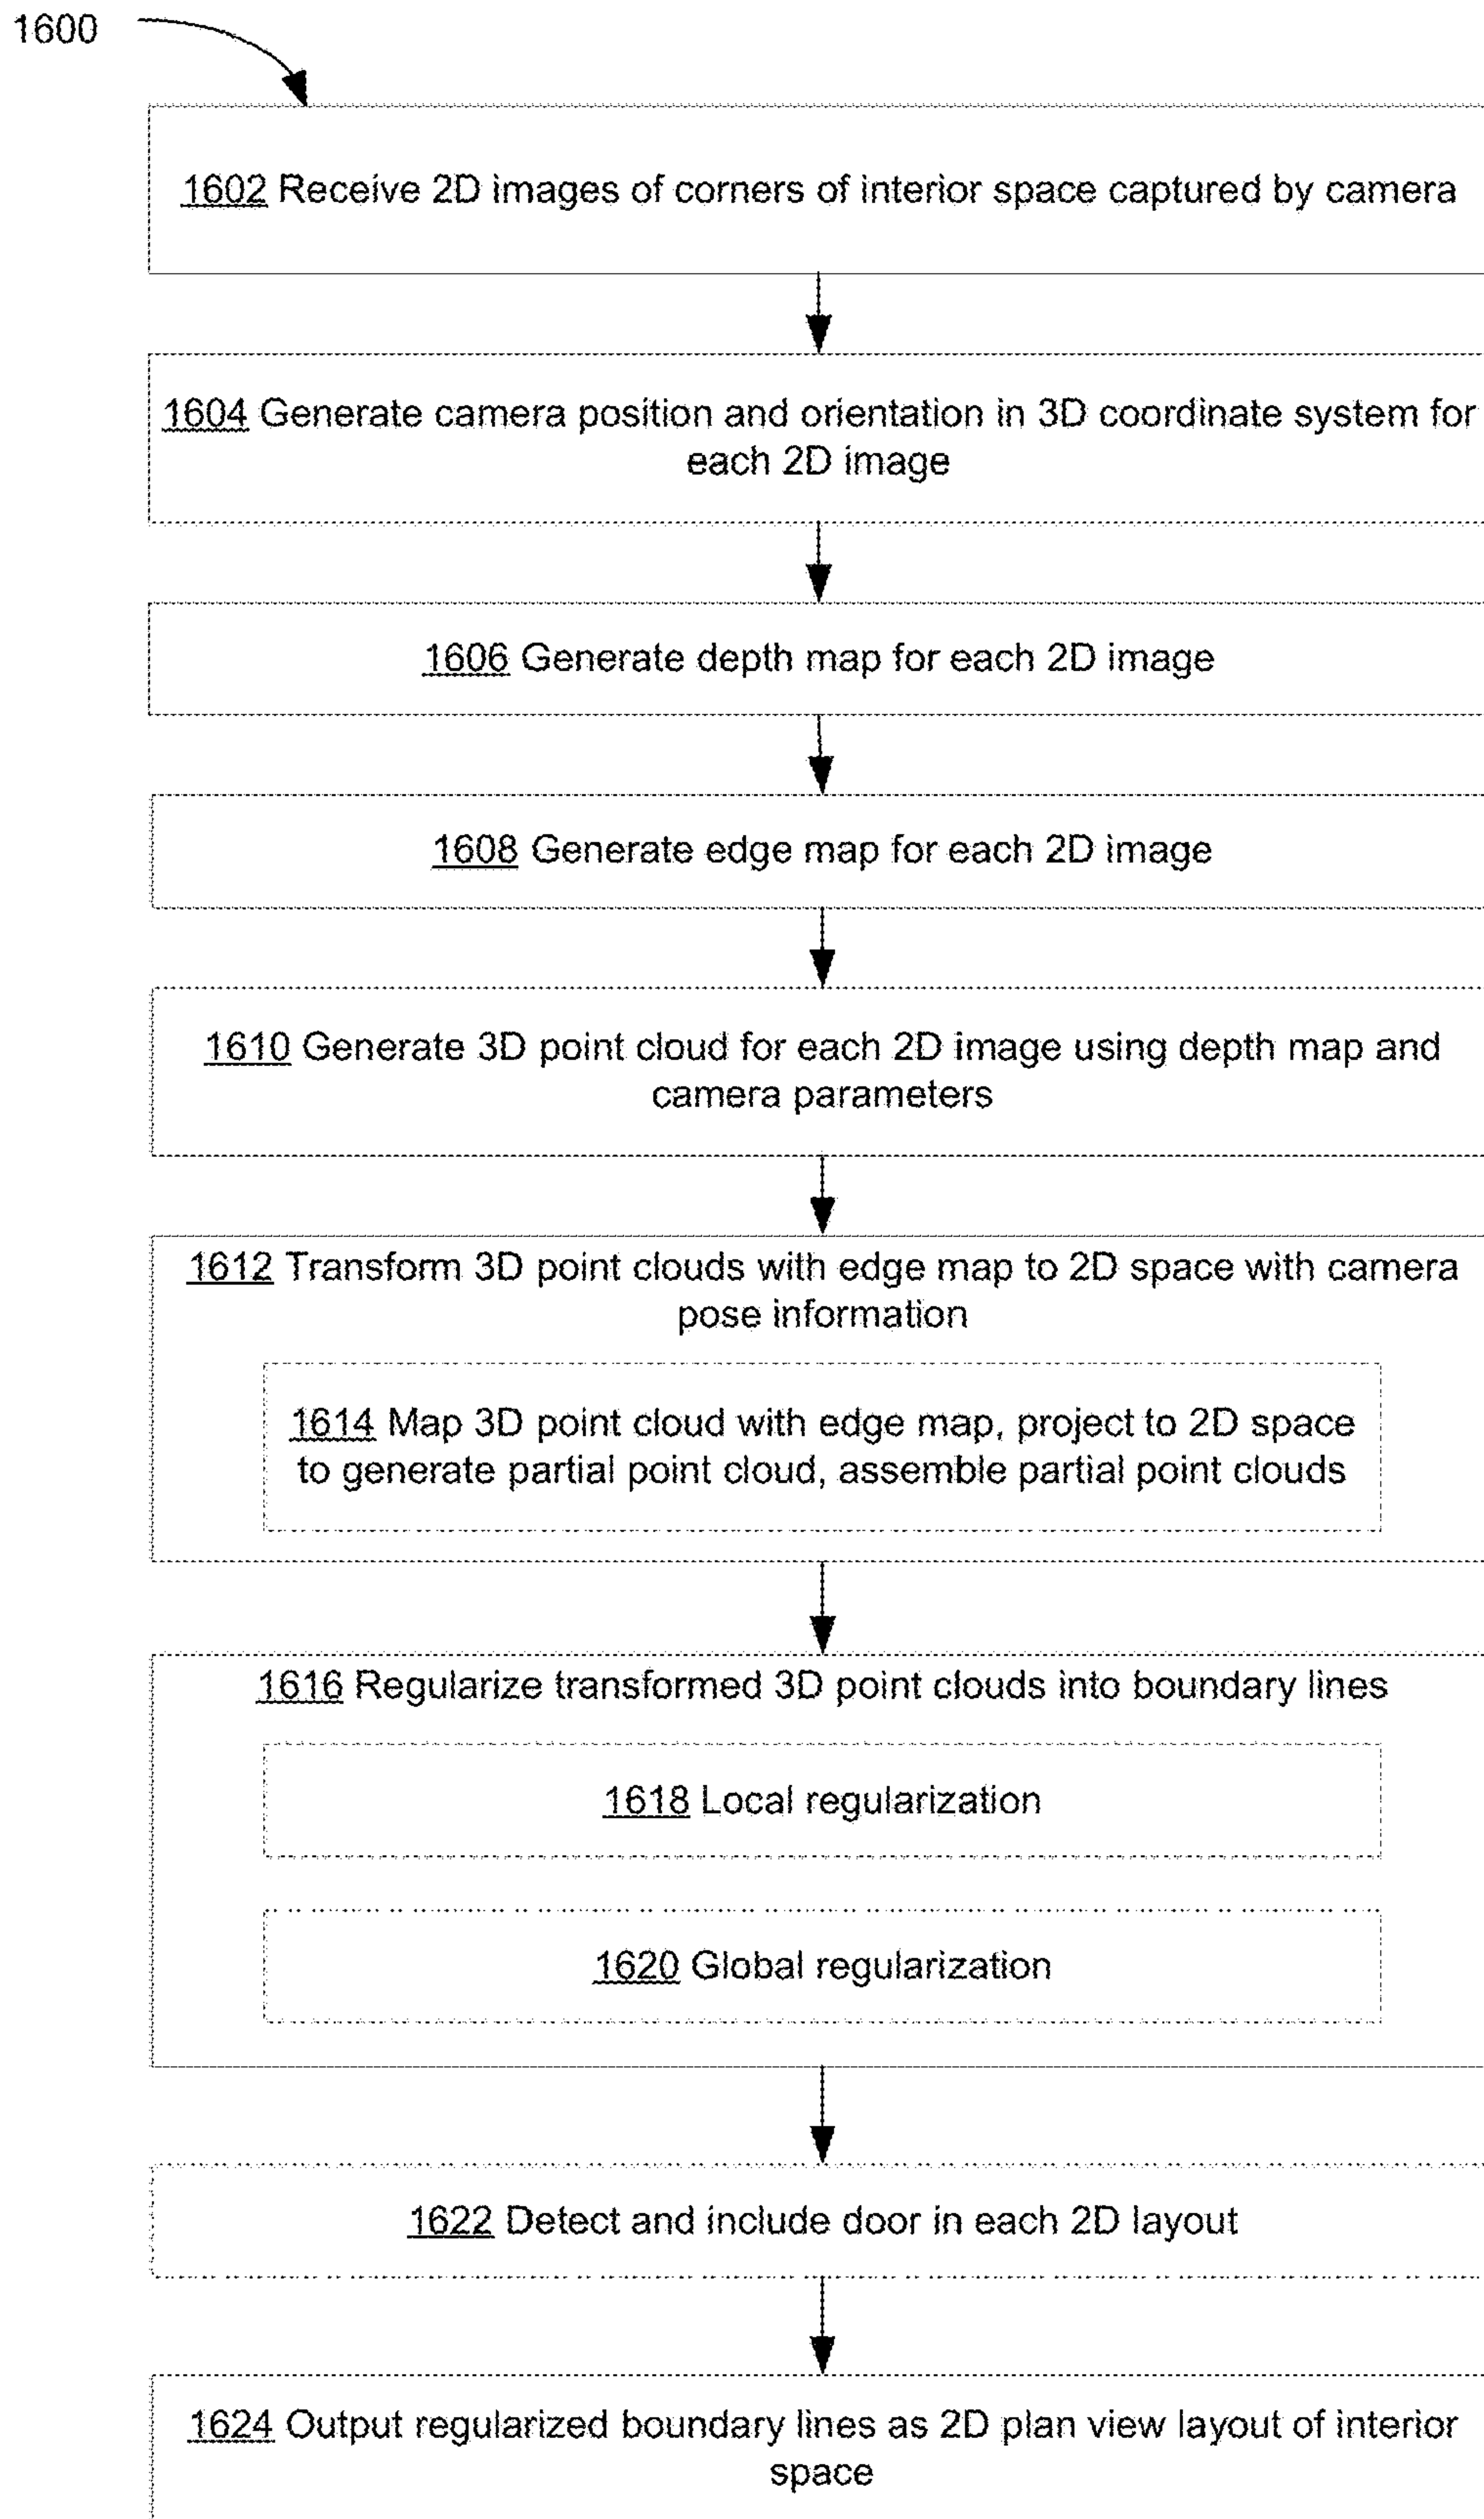 1600
1602 Receive 2D images of corners of interior space captured by camera
1604 Generate camera position and orientation in 3D coordinate system for
each 2D image
1606 Generate depth map for each 2D image
1608 Generate edge map for each 2D image
1610 Generate 3D point cloud for each 2D image using depth map and
camera parameters
1612 Transform 3D point clouds with edge map to 2D space with camera
pose information
1614 Map 3D point cloud with edge map, project to 2D space
to generate partial point cloud, assemble partial point clouds
1616 Regularize transformed 3D point clouds into boundary lines
1618 Local regularization
1620 Global regularization
1622 Detect and include door in each 2D layout
1624 Output regularized boundary lines as 2D plan view layout of interior
space